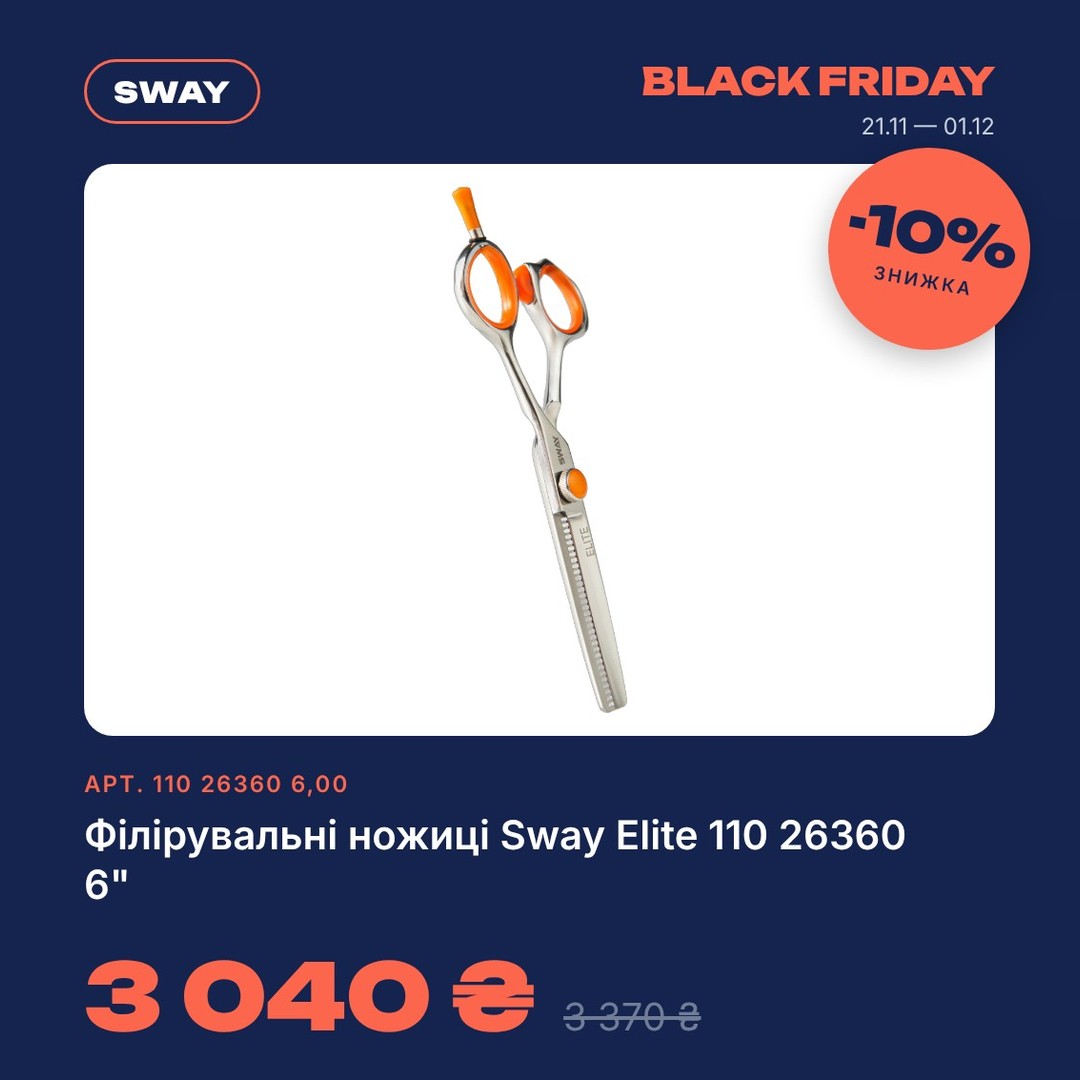 SWAY
BLACK FRIDAY
21.11 — 01.12
-10%
ЗНИЖКА
SWAY
ELITE
АРТ. 110 26360 6,00
Філірувальні ножиці Sway Elite 110 26360
6"
3 040 ₴
3 370 ₴